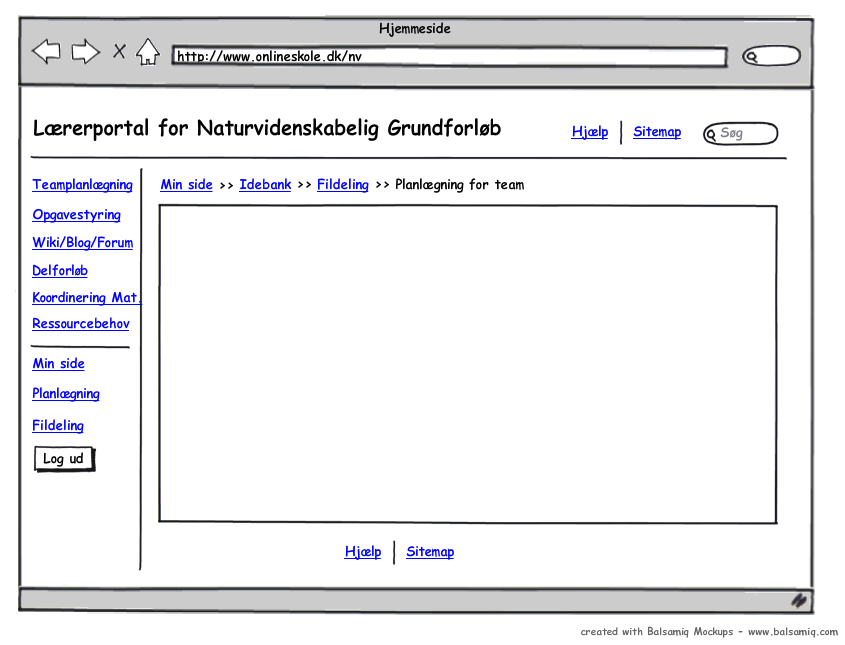 Hjemmeside
http://www.onlineskole.dk/nv
Lærerportal for Naturvidenskabelig Grundforløb
Hjælp | Sitemap
Søg
Teamplanlægning
Opgavestyring
Wiki/Blog/Forum
Delforløb
Koordinering Mat.
Ressourcebehov
Min side
Planlægning
Fildeling
Log ud
Min side >> Idebank >> Fildeling >> Planlægning for team
Hjælp | Sitemap
created with Balsamiq Mockups - www.balsamiq.com